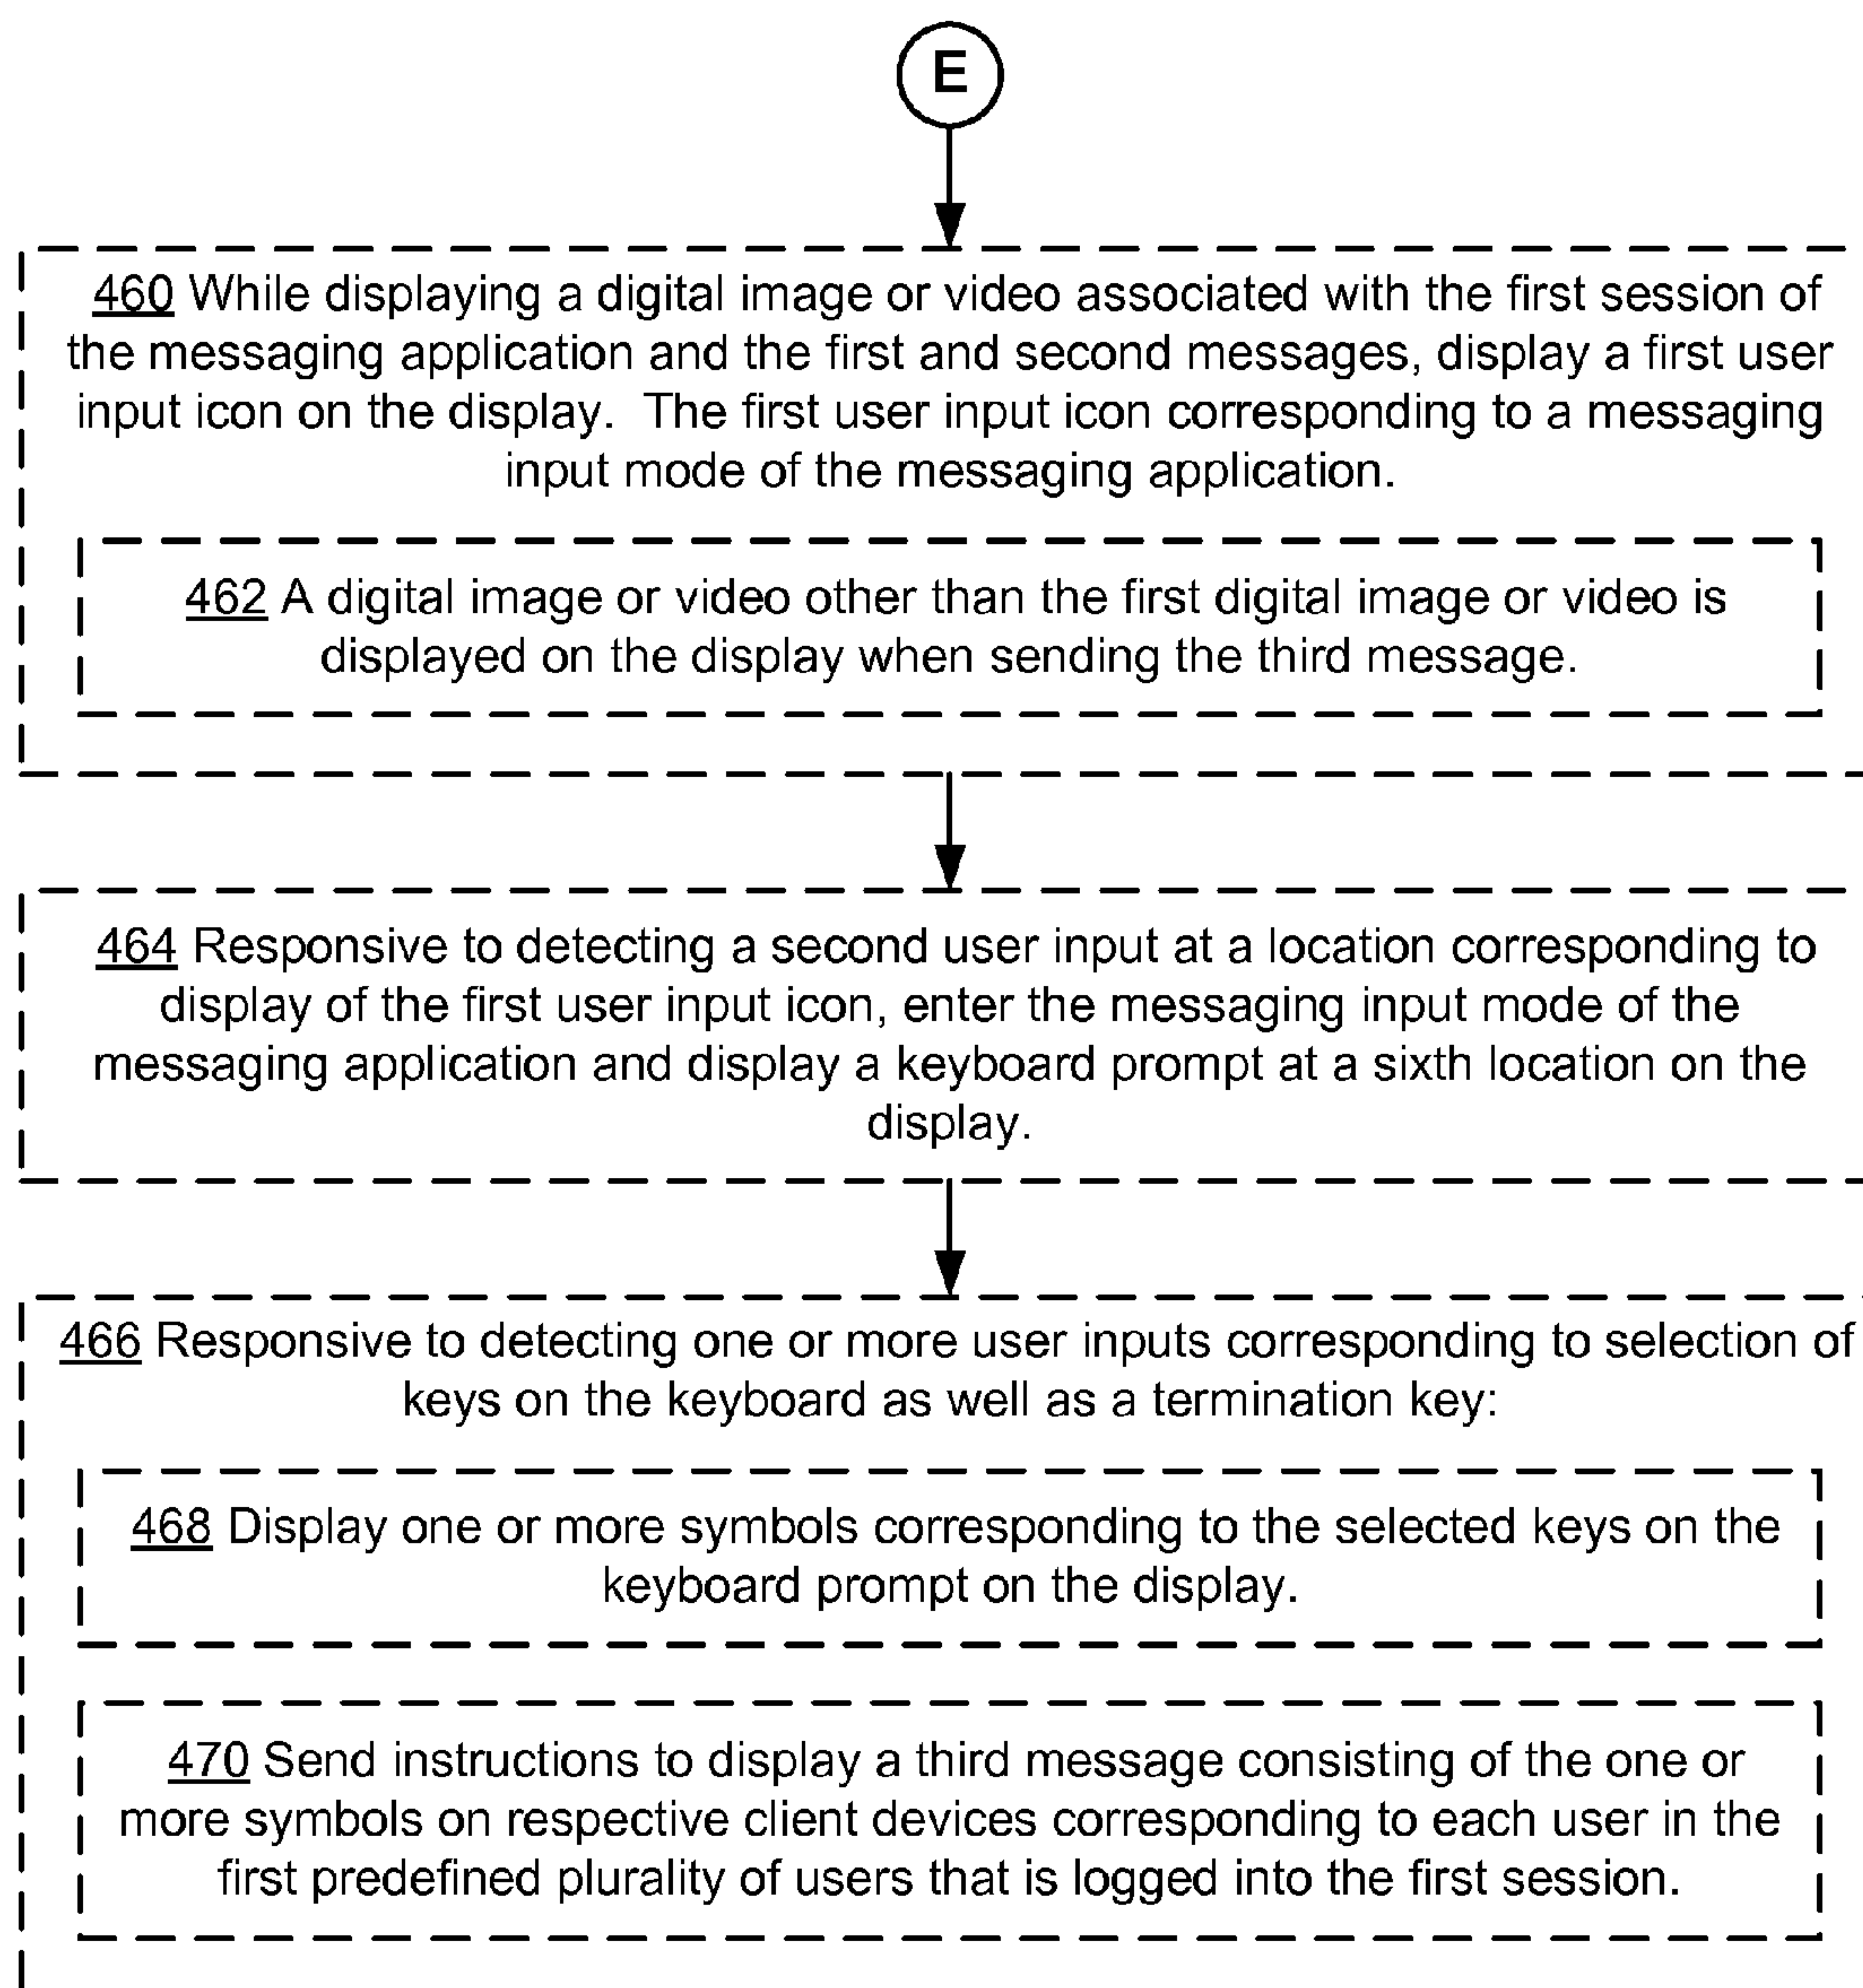 E
460 While displaying a digital image or video associated with the first session of
the messaging application and the first and second messages, display a first user
input icon on the display.  The first user input icon corresponding to a messaging
input mode of the messaging application.
462 A digital image or video other than the first digital image or video is
displayed on the display when sending the third message.
464 Responsive to detecting a second user input at a location corresponding to
display of the first user input icon, enter the messaging input mode of the
messaging application and display a keyboard prompt at a sixth location on the
display.
466 Responsive to detecting one or more user inputs corresponding to selection of
keys on the keyboard as well as a termination key:
468 Display one or more symbols corresponding to the selected keys on the
keyboard prompt on the display.
470 Send instructions to display a third message consisting of the one or
more symbols on respective client devices corresponding to each user in the
first predefined plurality of users that is logged into the first session.